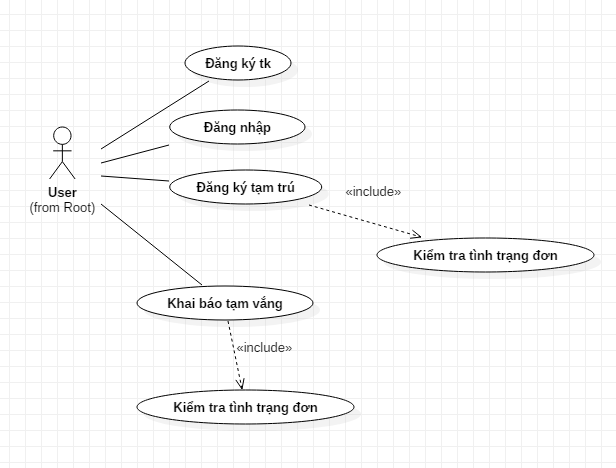 Đăng ký tk
Đăng nhập
User
(from Root)
Đăng ký tạm trú
«include»
Kiểm tra tình trạng đơn
Khai báo tạm vắng
«include»
Kiểm tra tình trạng đơn